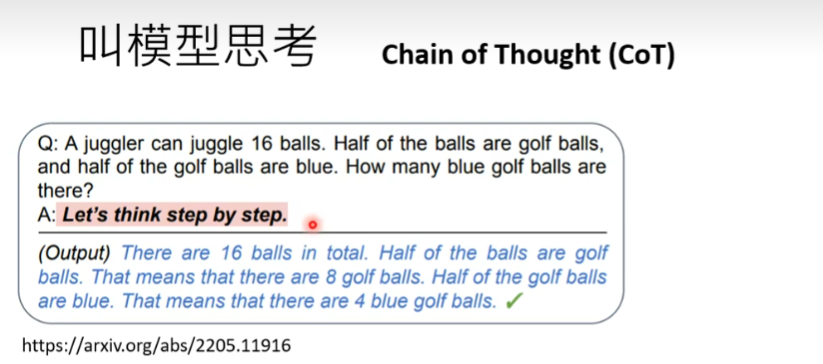 叫模型思考 Chain of Thought (CoT)
Q: A juggler can juggle 16 balls. Half of the balls are golf balls,
and half of the golf balls are blue. How many blue golf balls are
there?
A: Let's think step by step.
(Output) There are 16 balls in total. Half of the balls are golf
balls. That means that there are 8 golf balls. Half of the golf balls
are blue. That means that there are 4 blue golf balls. ✓
https://arxiv.org/abs/2205.11916